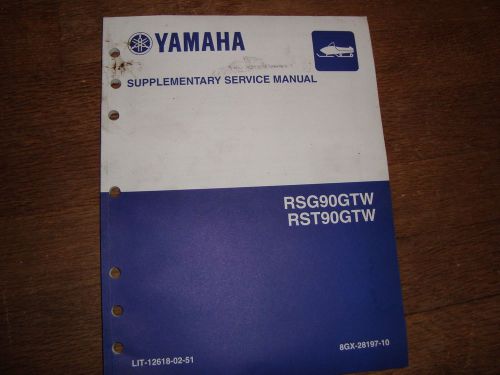 YAMAHA
SUPPLEMENTARY SERVICE MANUAL
RSG90GTW
RST90GTW
LIT-12618-02-51
8GX-28197-10